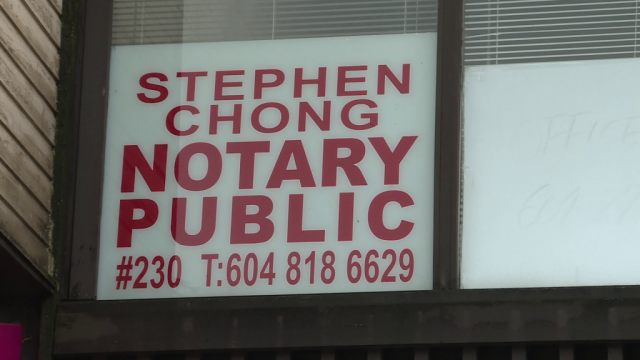 STEPHEN
CHONG
NOTARY
PUBLIC
#230 T:604 818 6629